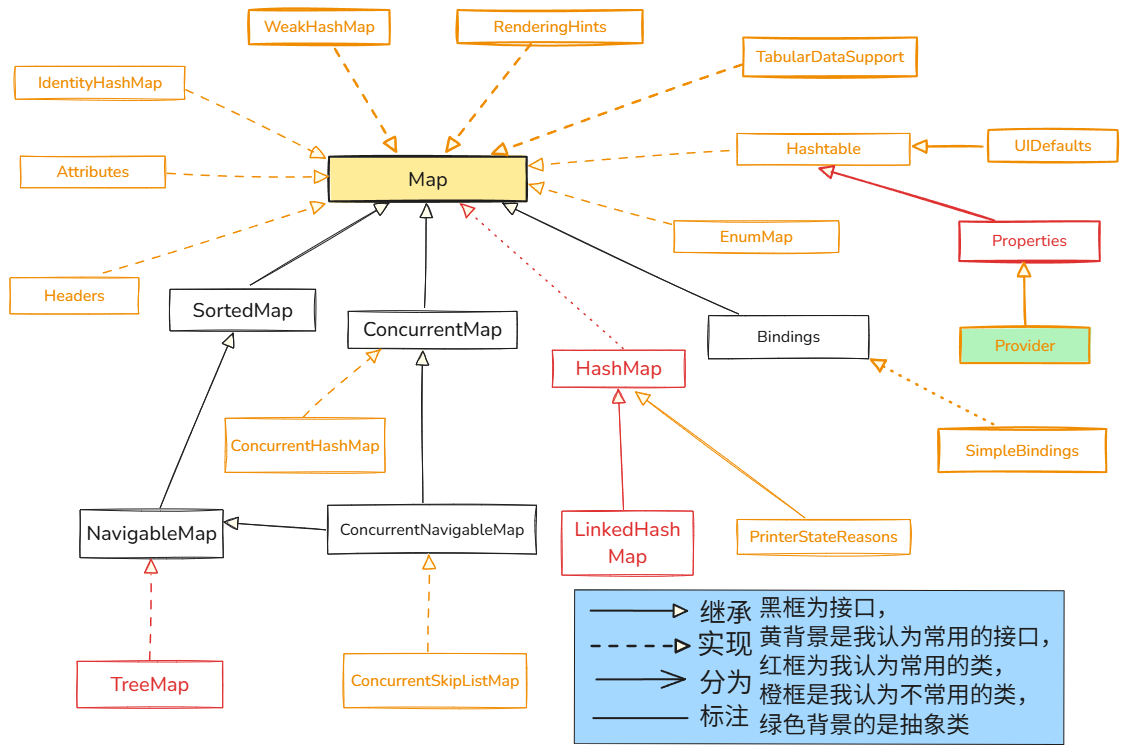 WeakHashMap
RenderingHints
TabularDataSupport
IdentityHashMap
Hashtable
UIDefaults
Attributes
Map
EnumMap
Properties
Headers
SortedMap
ConcurrentMap
Bindings
Provider
HashMap
ConcurrentHashMap
SimpleBindings
NavigableMap
ConcurrentNavigableMap
LinkedHash
Map
PrinterStateReasons
TreeMap
ConcurrentSkipListMap
继承
实现
分为
标注
黑框为接口，
黄背景是我认为常用的接口，
红框为我认为常用的类，
橙框是我认为不常用的类，
绿色背景的是抽象类